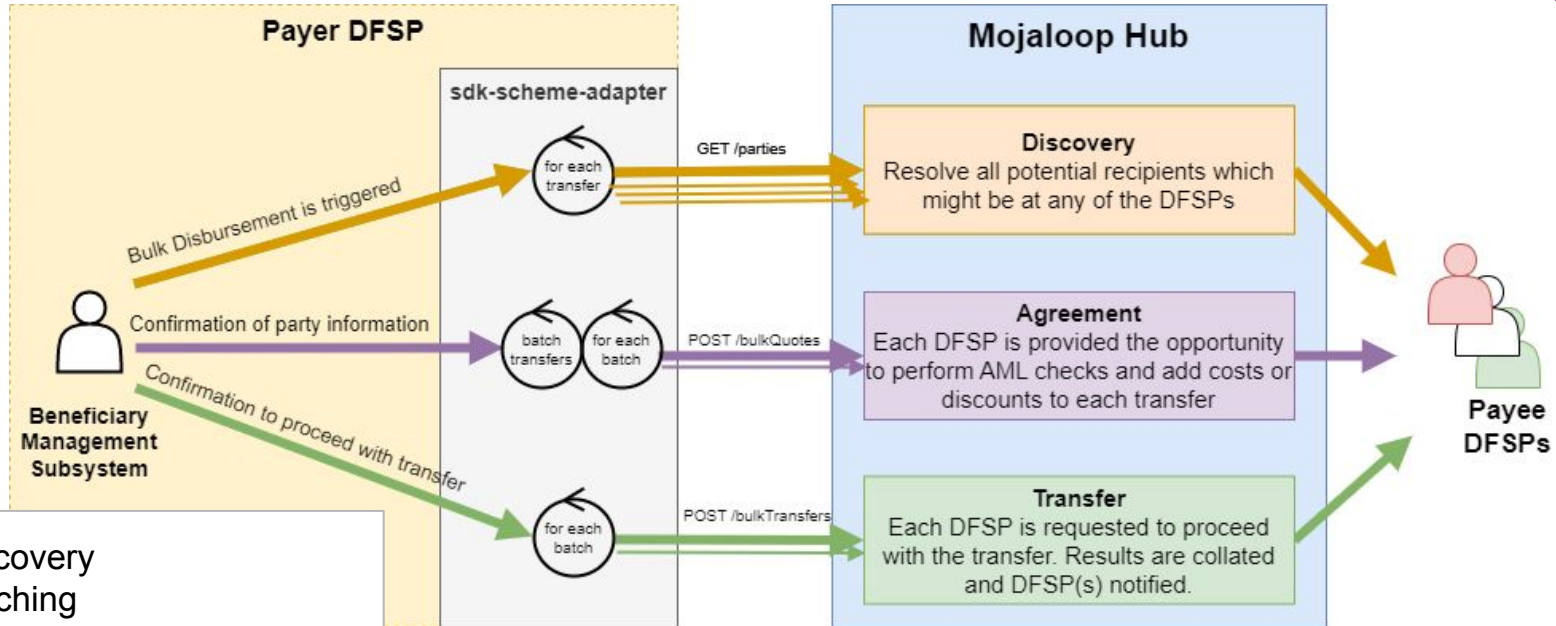 Payer DFSP
Mojaloop Hub
sdk-scheme-adapter
for each
transfer
GET /parties
Discovery
Resolve all potential recipients which
might be at any of the DFSPs
Bulk Disbursement is triggered
Confirmation of party information
batch
transfers
for each
batch
POST /bulkQuotes
Agreement
Each DFSP is provided the opportunity
to perform AML checks and add costs or
discounts to each transfer
Beneficiary
Management
Subsystem
Payee
DFSPs
Confirmation to proceed with transfer
for each
batch
POST /bulkTransfers
Transfer
Each DFSP is requested to proceed
with the transfer. Results are collated
and DFSP(s) notified.
covery
ching